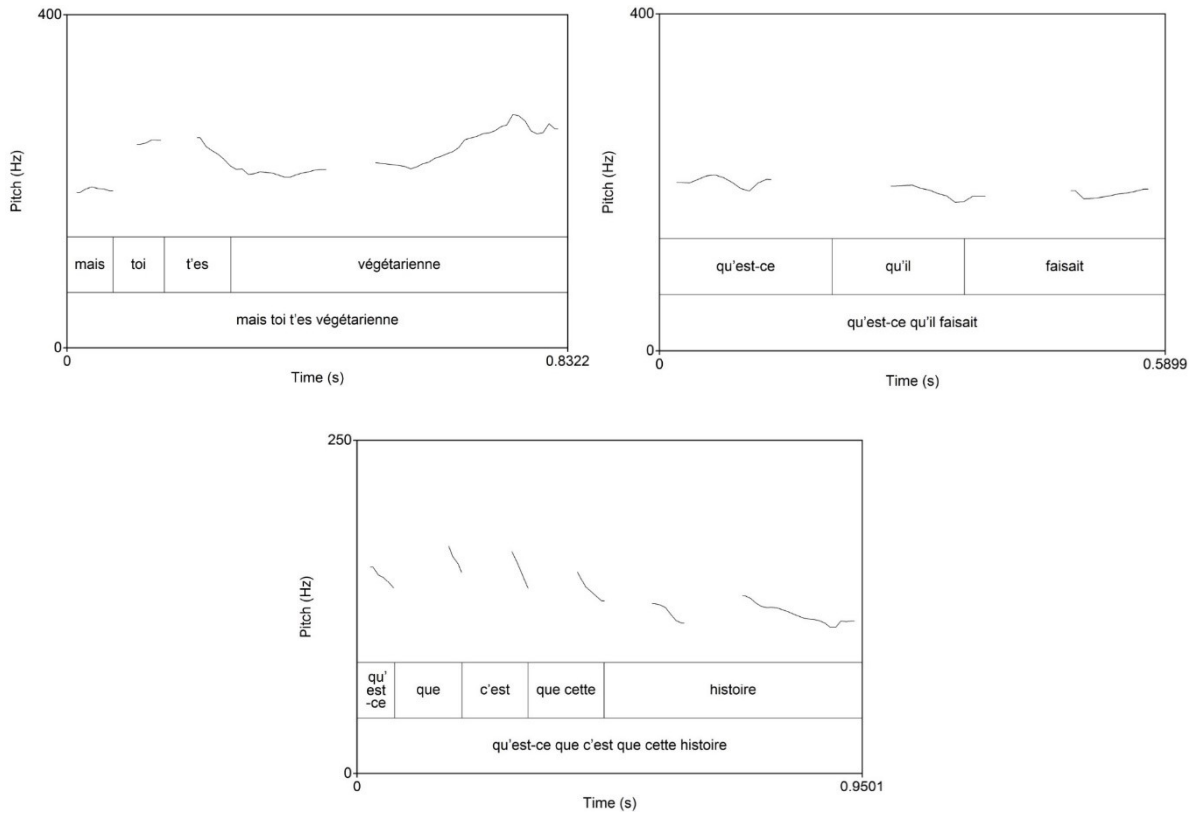 400
Pitch (Hz)
mais toi t'es végétarienne
mais toi t'es végétarienne
0
0 0.8322
Time (s)
400
Pitch (Hz)
qu'est-ce qu'il faisait
qu'est-ce qu'il faisait
0
0 0.5899
Time (s)
250
Pitch (Hz)
qu'
est
-ce
que c'est que cette histoire
qu'est-ce que c'est que cette histoire
0
0 0.9501
Time (s)